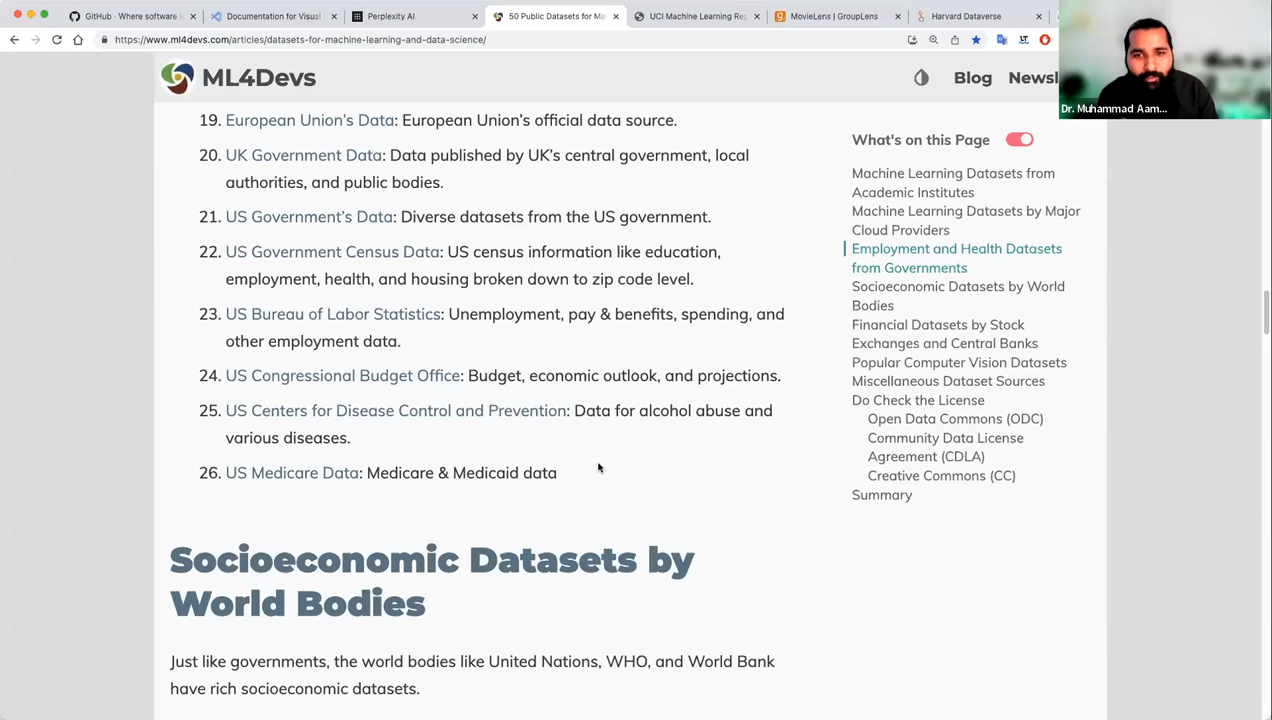 GitHub · Where software b
Documentation for Visual
Perplexity AI
50 Public Datasets for Ma
UCI Machine Learning Rep
MovieLens | GroupLens
Harvard Dataverse
https://www.ml4devs.com/articles/datasets-for-machine-learning-and-data-science/
Dr. Muhammad Aam...
ML4Devs
Blog
Newsl
19. European Union's Data: European Union's official data source.
20. UK Government Data: Data published by UK's central government, local
authorities, and public bodies.
21. US Government's Data: Diverse datasets from the US government.
22. US Government Census Data: US census information like education,
employment, health, and housing broken down to zip code level.
23. US Bureau of Labor Statistics: Unemployment, pay & benefits, spending, and
other employment data.
24. US Congressional Budget Office: Budget, economic outlook, and projections.
25. US Centers for Disease Control and Prevention: Data for alcohol abuse and
various diseases.
26. US Medicare Data: Medicare & Medicaid data
Socioeconomic Datasets by
World Bodies
Just like governments, the world bodies like United Nations, WHO, and World Bank
have rich socioeconomic datasets.
What's on this Page
Machine Learning Datasets from
Academic Institutes
Machine Learning Datasets by Major
Cloud Providers
Employment and Health Datasets
from Governments
Socioeconomic Datasets by World
Bodies
Financial Datasets by Stock
Exchanges and Central Banks
Popular Computer Vision Datasets
Miscellaneous Dataset Sources
Do Check the License
Open Data Commons (ODC)
Community Data License
Agreement (CDLA)
Creative Commons (CC)
Summary